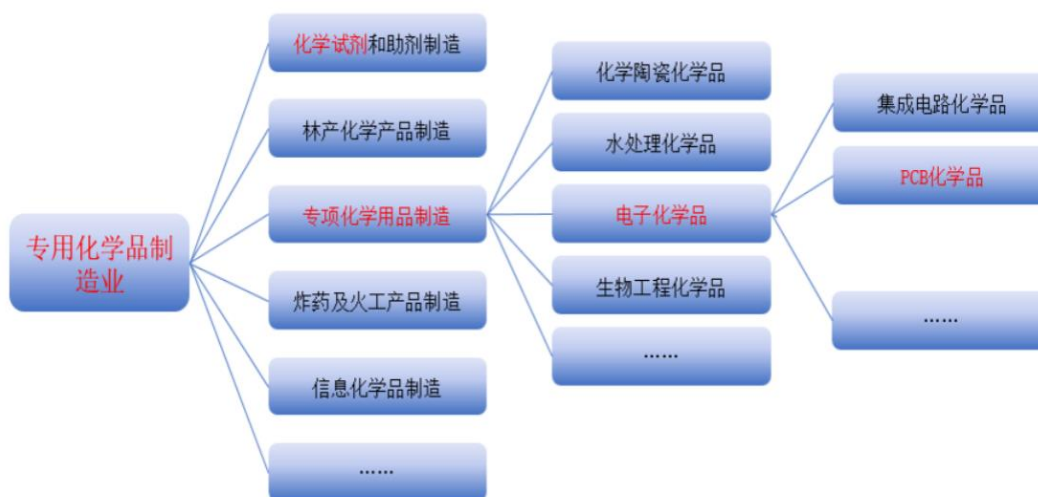 专用化学品制
造业
化学试剂和助剂制造
林产化学产品制造
专项化学用品制造
炸药及火工产品制造
信息化学品制造
……
化学陶瓷化学品
水处理化学品
电子化学品
生物工程化学品
……
集成电路化学品
PCB化学品
……